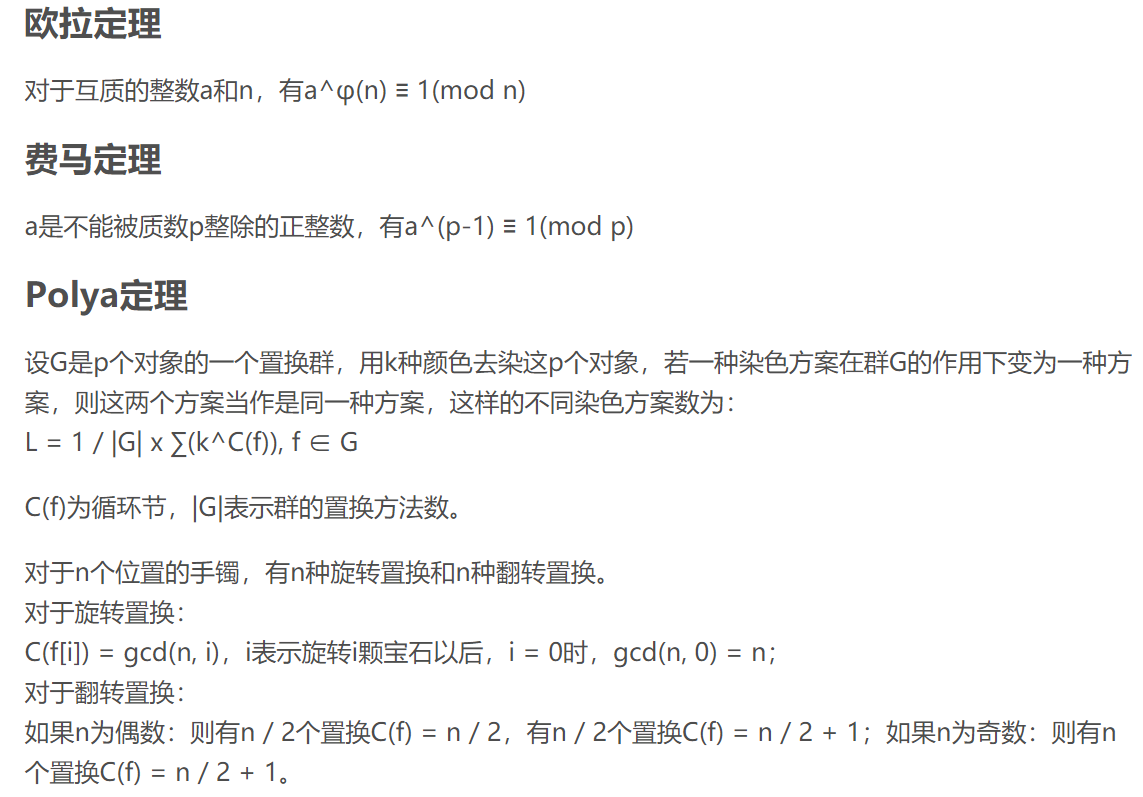 欧拉定理
对于互质的整数a和n，有a^φ(n) ≡ 1(mod n)
费马定理
a是不能被质数p整除的正整数，有a^(p-1) ≡ 1(mod p)
Polya定理
设G是p个对象的一个置换群，用k种颜色去染这p个对象，若一种染色方案在群G的作用下变为一种方
案，则这两个方案当作是同一种方案，这样的不同染色方案数为：
L = 1 / |G| x ∑(k^C(f)), f ∈ G
C(f)为循环节，|G|表示群的置换方法数。
对于n个位置的手镯，有n种旋转置换和n种翻转置换。
对于旋转置换：
C(f[i]) = gcd(n, i)，i表示旋转i颗宝石以后，i = 0时，gcd(n, 0) = n；
对于翻转置换：
如果n为偶数：则有n / 2个置换C(f) = n / 2，有n / 2个置换C(f) = n / 2 + 1；如果n为奇数：则有n
个置换C(f) = n / 2 + 1。